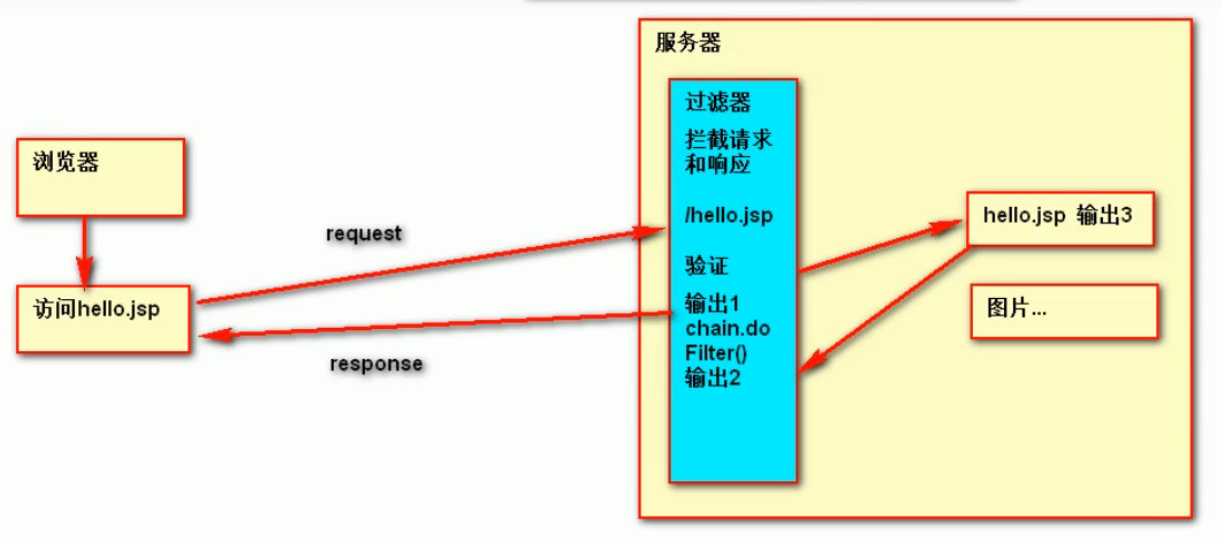 服务器
过滤器
拦截请求
和响应
/hello.jsp
验证
输出1
chain.do
Filter()
输出2
浏览器
访问hello.jsp
request
response
hello.jsp 输出3
图片...